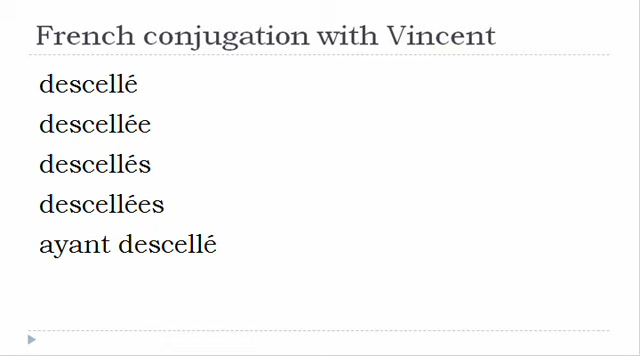 French conjugation with Vincent
descellé
descellée
descellés
descellées
ayant descellé